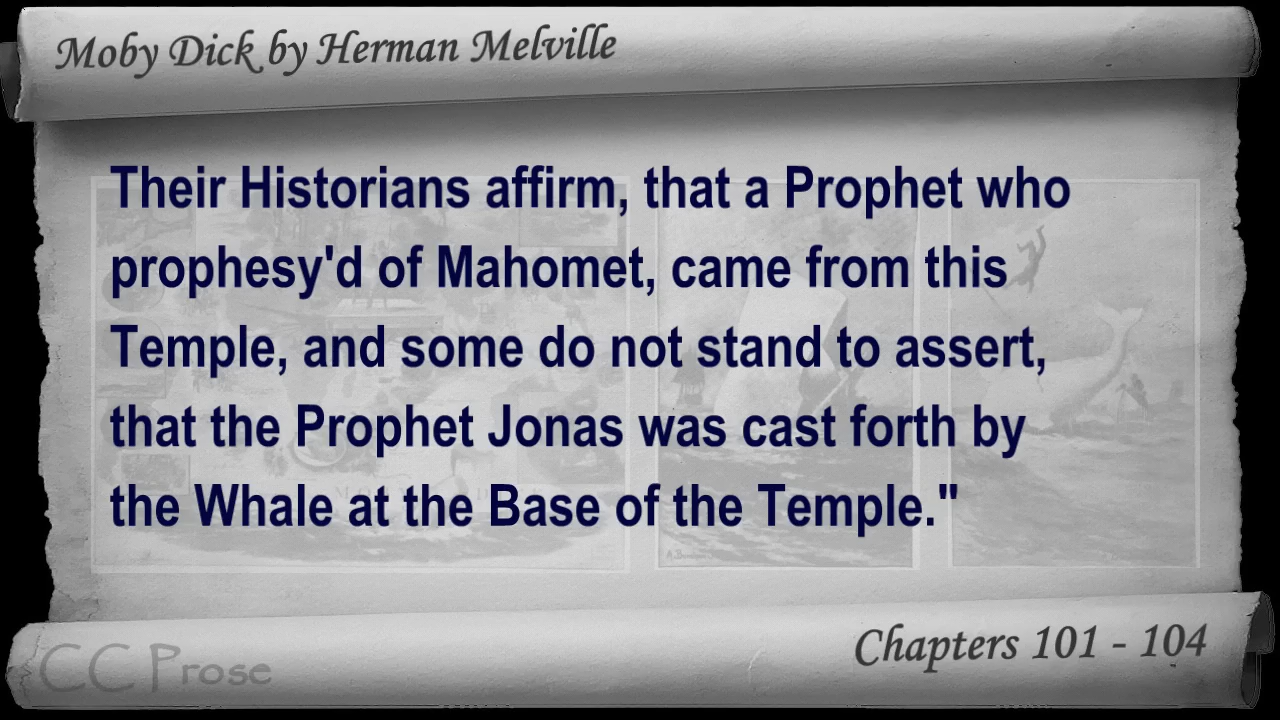 Moby Dick by Herman Melville
Their Historians affirm, that a Prophet who
prophesy'd of Mahomet, came from this
Temple, and some do not stand to assert,
that the Prophet Jonas was cast forth by
the Whale at the Base of the Temple."
Chapters 101 - 104
CC Prose